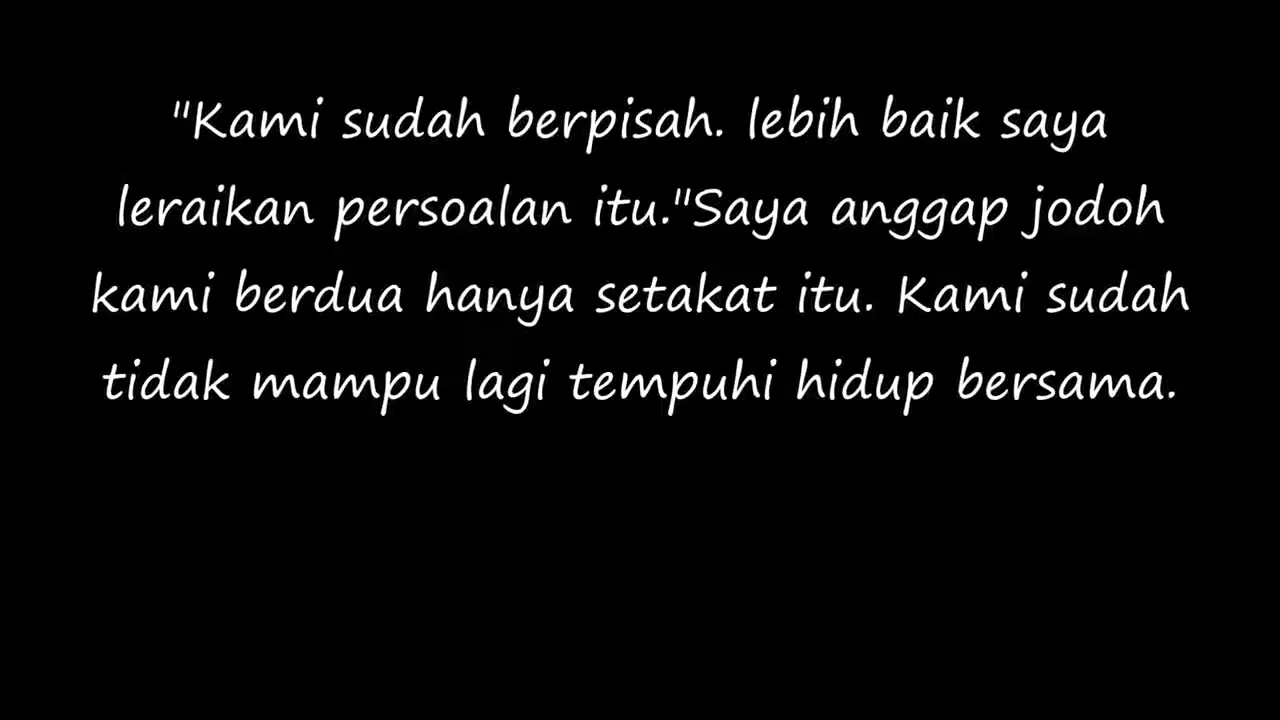 "Kami sudah berpisah. lebih baik saya
leraikan persoalan itu."Saya anggap jodoh
kami berdua hanya setakat itu. Kami sudah
tidak mampu lagi tempuhi hidup bersama.